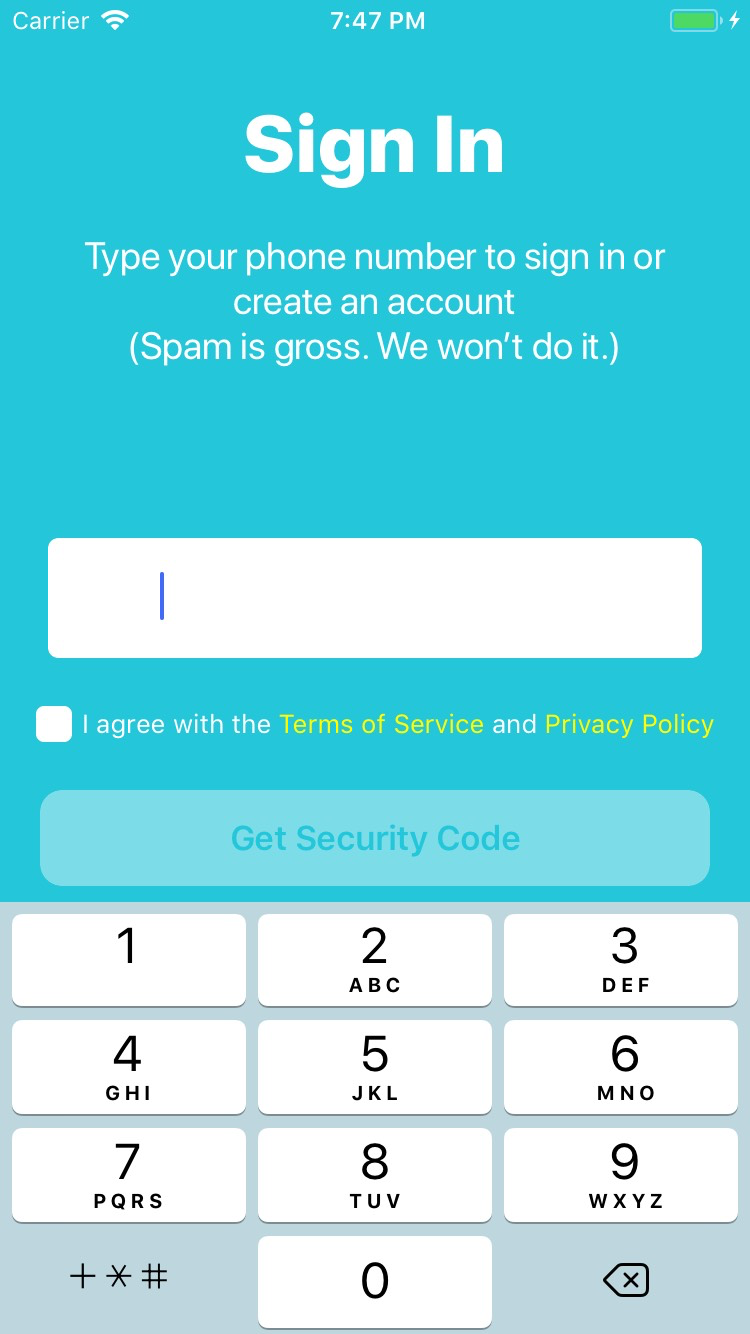 Carrier 7:47 PM
Sign In
Type your phone number to sign in or
create an account
(Spam is gross. We won’t do it.)
I agree with the Terms of Service and Privacy Policy
Get Security Code
1 2 3
ABC DEF
4 5 6
GHI JKL MNO
7 8 9
PQRS TUV WXYZ
+ * # 0